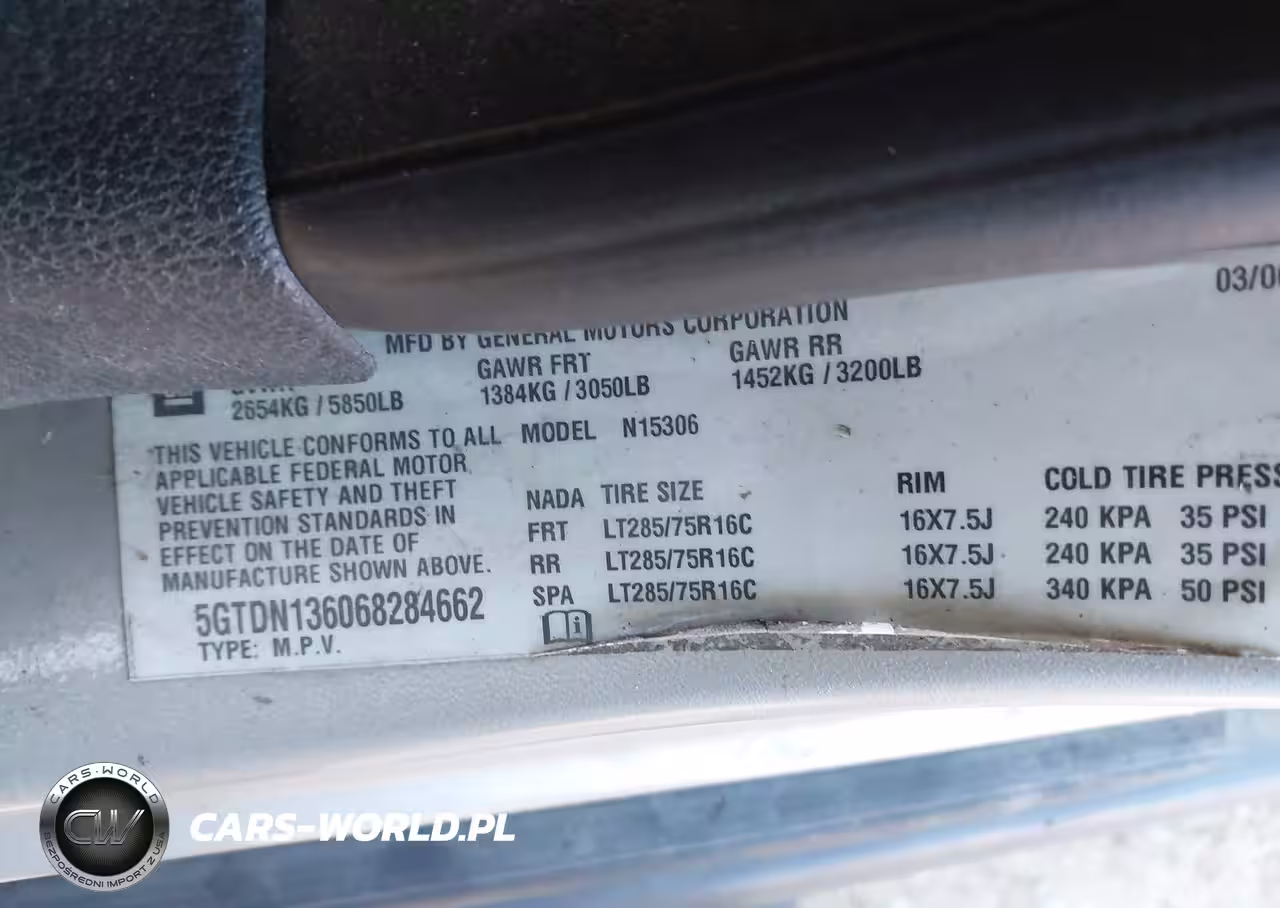 03/0
MFD BY GENERAL MOTORS CORPORATION
GAWR FRT GAWR RR
2654KG / 5850LB 1384KG / 3050LB 1452KG / 3200LB
THIS VEHICLE CONFORMS TO ALL
APPLICABLE FEDERAL MOTOR
VEHICLE SAFETY AND THEFT
PREVENTION STANDARDS IN
EFFECT ON THE DATE OF
MANUFACTURE SHOWN ABOVE.
5GTDN136068284662
TYPE: M.P.V.
MODEL N15306
NADA TIRE SIZE RIM COLD TIRE PRESS
FRT LT285/75R16C 16X7.5J 240 KPA 35 PSI
RR LT285/75R16C 16X7.5J 240 KPA 35 PSI
SPA LT285/75R16C 16X7.5J 340 KPA 50 PSI
CARS-WORLD
CW
BEZPOŚREDNI IMPORT Z USA
CARS-WORLD.PL